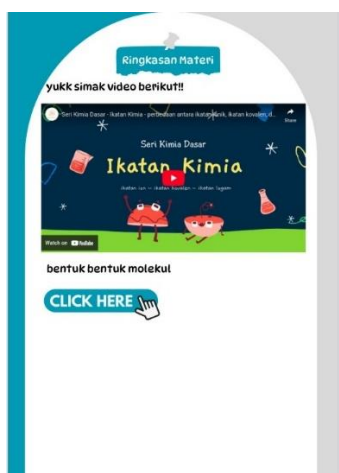 Ringkasan Materi
yukk simak video berikut!!
Seri Kimia Dasar - Ikatan Kimia - perbedaan antara ikatan ionik, ikatan kovalen, d...
Share
Seri Kimia Dasar
Ikatan Kimia
ikatan ion - ikatan kovalen - ikatan logam
Watch on YouTube
bentuk bentuk molekul
CLICK HERE